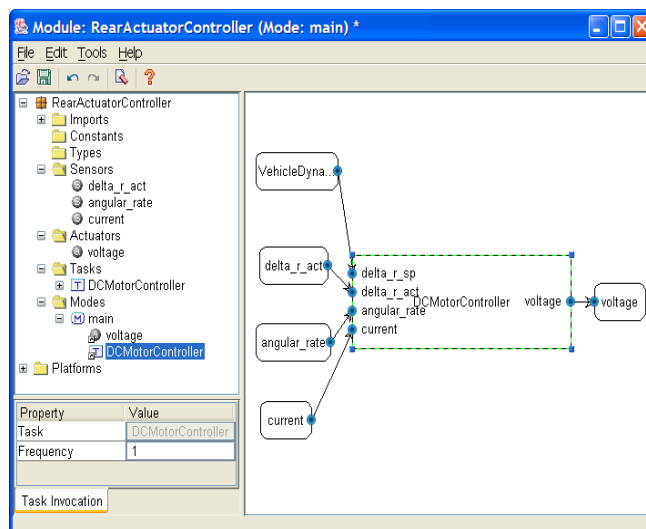 Module: RearActuatorController (Mode: main) *
File Edit Tools Help
RearActuatorController
Imports
Constants
Types
Sensors
delta_r_act
angular_rate
current
Actuators
voltage
Tasks
T DCMotorController
Modes
M main
voltage
DCMotorController
Platforms
Property Value
Task DCMotorController
Frequency 1
Task Invocation
VehicleDyna...
delta_r_act
angular_rate
current
delta_r_sp
delta_r_act
DCMotorController voltage
angular_rate
current
voltage